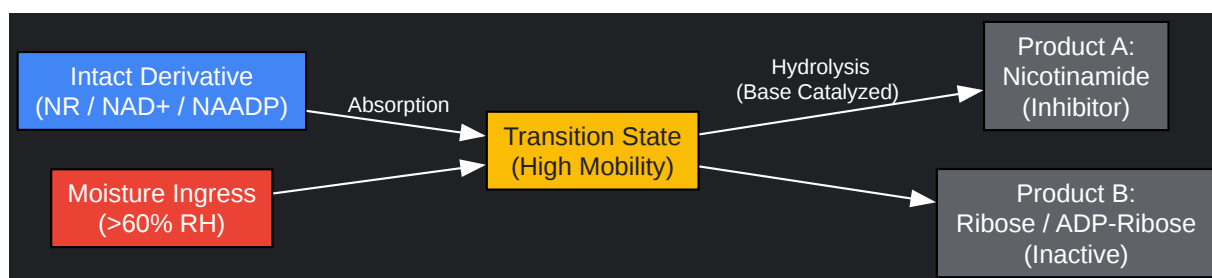 Intact Derivative
(NR / NAD+ / NAADP)
Moisture Ingress
(>60% RH)
Absorption
Transition State
(High Mobility)
Hydrolysis
(Base Catalyzed)
Product A:
Nicotinamide
(Inhibitor)
Product B:
Ribose / ADP-Ribose
(Inactive)